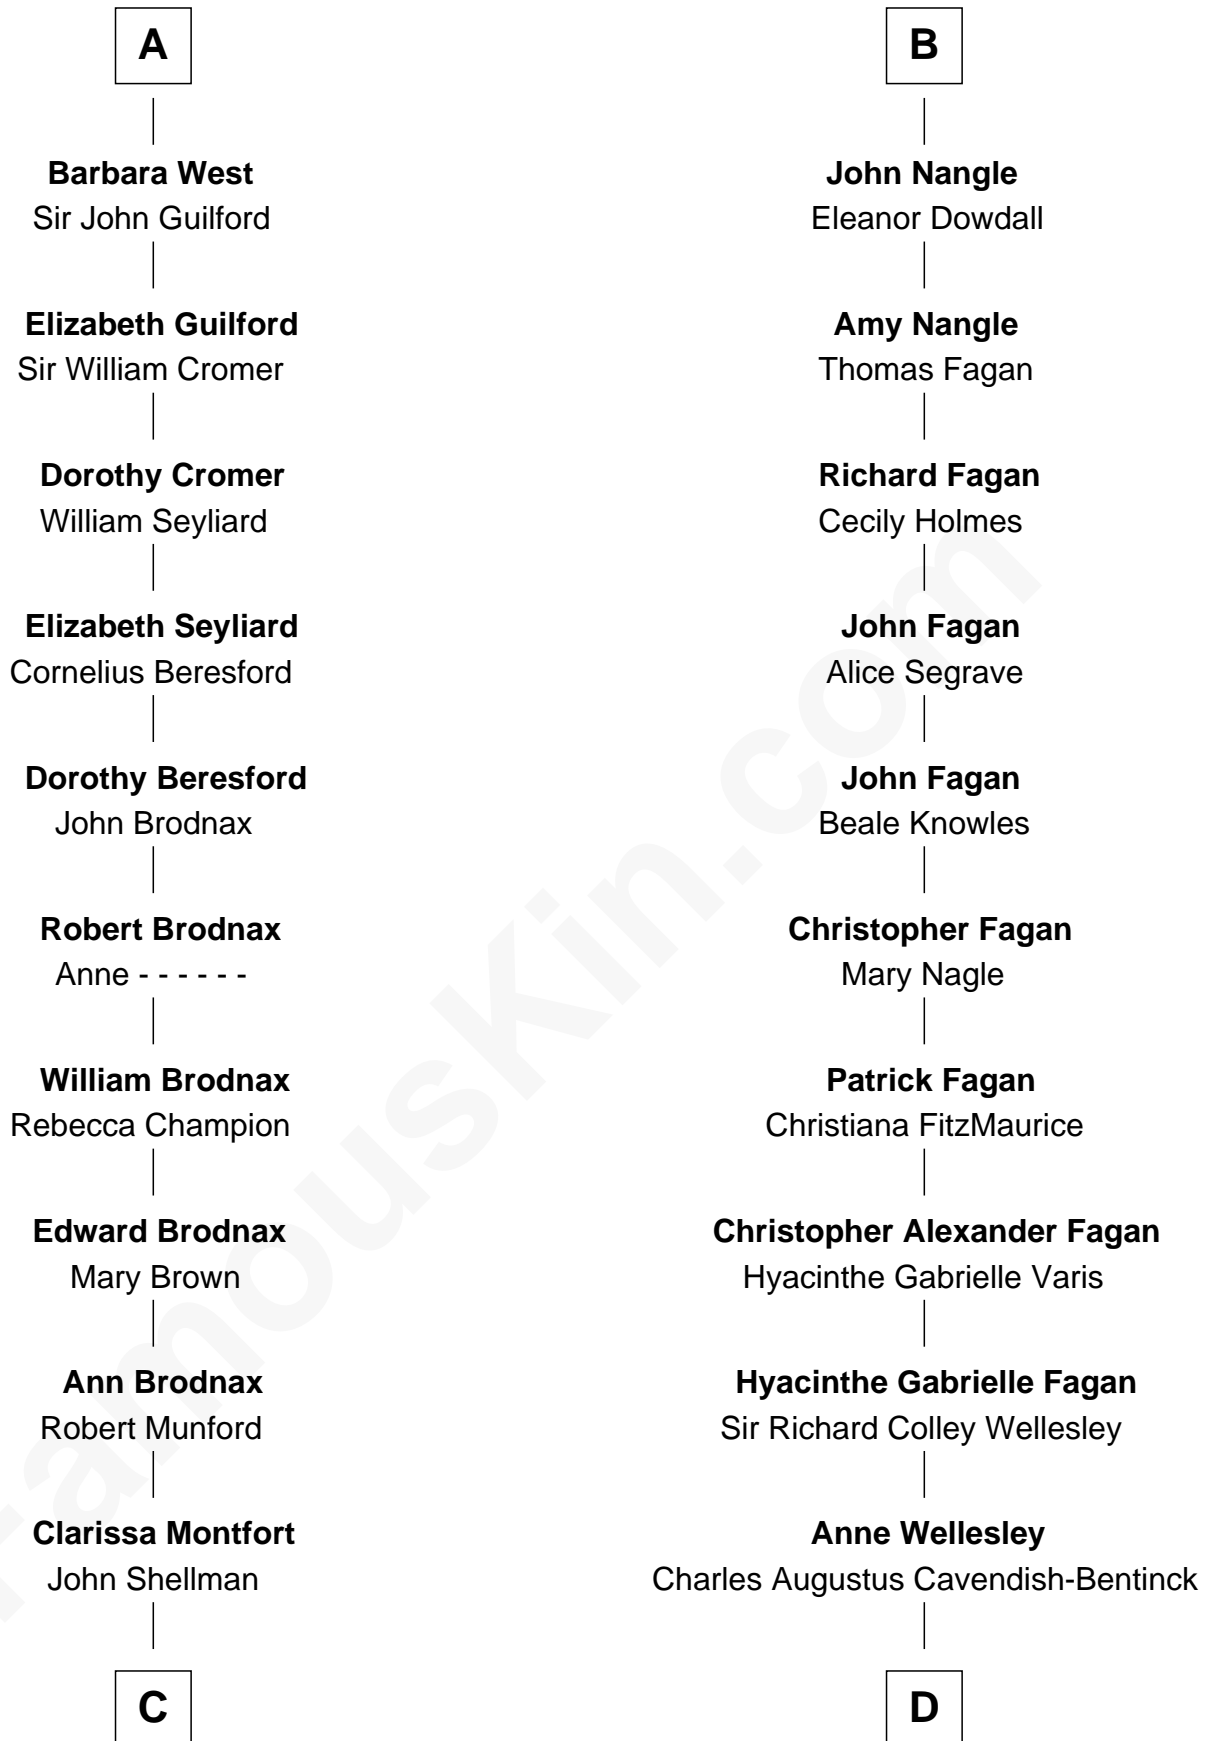 A
Barbara West
Sir John Guilford
Elizabeth Guilford
Sir William Cromer
Dorothy Cromer
William Seyliard
Elizabeth Seyliard
Cornelius Beresford
Dorothy Beresford
John Brodnax
Robert Brodnax
Anne - - - - - -
William Brodnax
Rebecca Champion
Edward Brodnax
Mary Brown
Ann Brodnax
Robert Munford
Clarissa Montfort
John Shellman
C
B
John Nangle
Eleanor Dowdall
Amy Nangle
Thomas Fagan
Richard Fagan
Cecily Holmes
John Fagan
Alice Segrave
John Fagan
Beale Knowles
Christopher Fagan
Mary Nagle
Patrick Fagan
Christiana FitzMaurice
Christopher Alexander Fagan
Hyacinthe Gabrielle Varis
Hyacinthe Gabrielle Fagan
Sir Richard Colley Wellesley
Anne Wellesley
Charles Augustus Cavendish-Bentinck
D
FamousKin.com